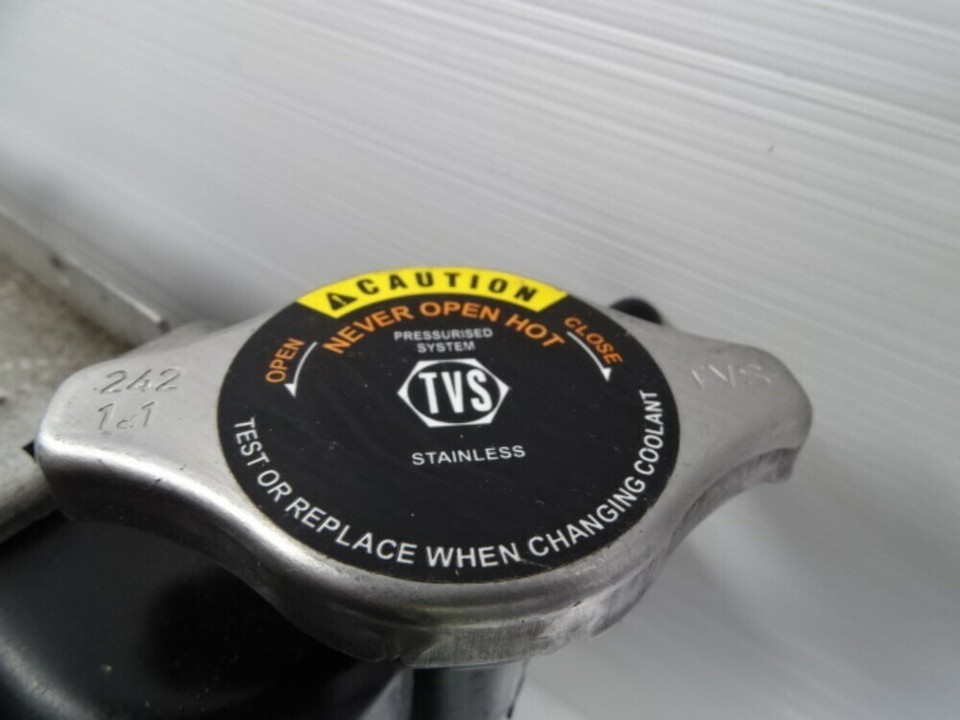 CAUTION
NEVER OPEN HOT
OPEN
CLOSE
PRESSURISED
SYSTEM
TVS
STAINLESS
TEST OR REPLACE WHEN CHANGING COOLANT
242
1.1
TVS